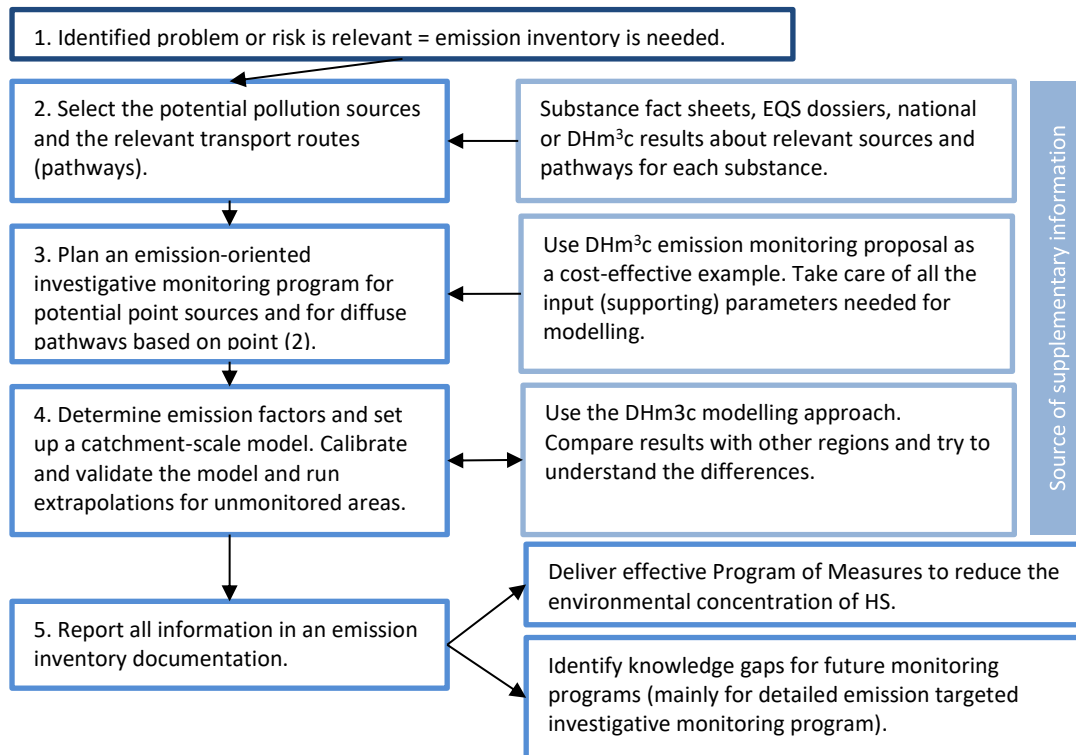 1. Identified problem or risk is relevant = emission inventory is needed.
2. Select the potential pollution sources
and the relevant transport routes
(pathways).
Substance fact sheets, EQS dossiers, national
or DHm³c results about relevant sources and
pathways for each substance.
3. Plan an emission-oriented
investigative monitoring program for
potential point sources and for diffuse
pathways based on point (2).
Use DHm³c emission monitoring proposal as
a cost-effective example. Take care of all the
input (supporting) parameters needed for
modelling.
4. Determine emission factors and set
up a catchment-scale model. Calibrate
and validate the model and run
extrapolations for unmonitored areas.
Use the DHm3c modelling approach.
Compare results with other regions and try to
understand the differences.
Source of supplementary information
5. Report all information in an emission
inventory documentation.
Deliver effective Program of Measures to reduce the
environmental concentration of HS.
Identify knowledge gaps for future monitoring
programs (mainly for detailed emission targeted
investigative monitoring program).